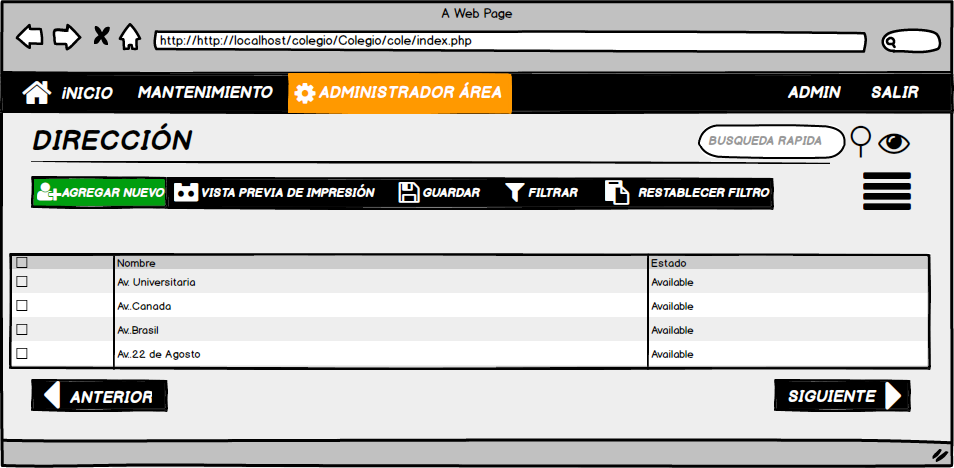 A Web Page
http://http://localhost/colegio/Colegio/cole/index.php
iNICIO MANTENIMIENTO ADMINISTRADOR ÁREA ADMIN SALIR
DIRECCIÓN BUSQUEDA RAPIDA
AGREGAR NUEVO VISTA PREVIA DE IMPRESIÓN GUARDAR FILTRAR RESTABLECER FILTRO
Nombre Estado
Av. Universitaria Available
Av..Canada Available
Av..Brasil Available
Av..22 de Agosto Available
ANTERIOR SIGUIENTE